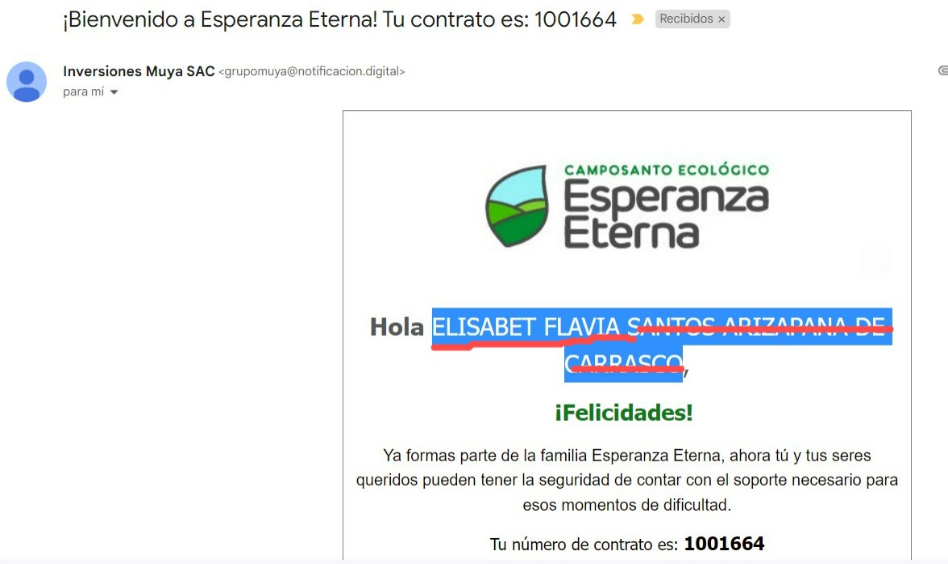 ¡Bienvenido a Esperanza Eterna! Tu contrato es: 1001664 Recibidos ×
Inversiones Muya SAC <grupomuya@notificacion.digital>
para mí
CAMPOSANTO ECOLÓGICO
Esperanza
Eterna
Hola ELISABET FLAVIA SANTOS ARIZAPANA DE
CARRASCO,
¡Felicidades!
Ya formas parte de la familia Esperanza Eterna, ahora tú y tus seres
queridos pueden tener la seguridad de contar con el soporte necesario para
esos momentos de dificultad.
Tu número de contrato es: 1001664